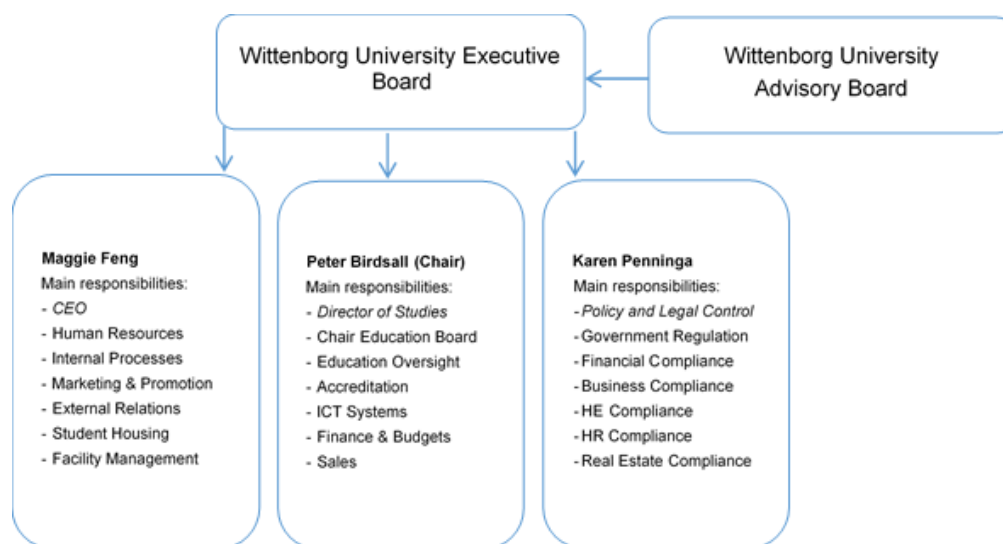 Wittenborg University Executive
Board
Wittenborg University
Advisory Board
Maggie Feng
Main responsibilities:
- CEO
- Human Resources
- Internal Processes
- Marketing & Promotion
- External Relations
- Student Housing
- Facility Management
Peter Birdsall (Chair)
Main responsibilities:
- Director of Studies
- Chair Education Board
- Education Oversight
- Accreditation
- ICT Systems
- Finance & Budgets
- Sales
Karen Penninga
Main responsibilities:
- Policy and Legal Control
- Government Regulation
- Financial Compliance
- Business Compliance
- HE Compliance
- HR Compliance
- Real Estate Compliance